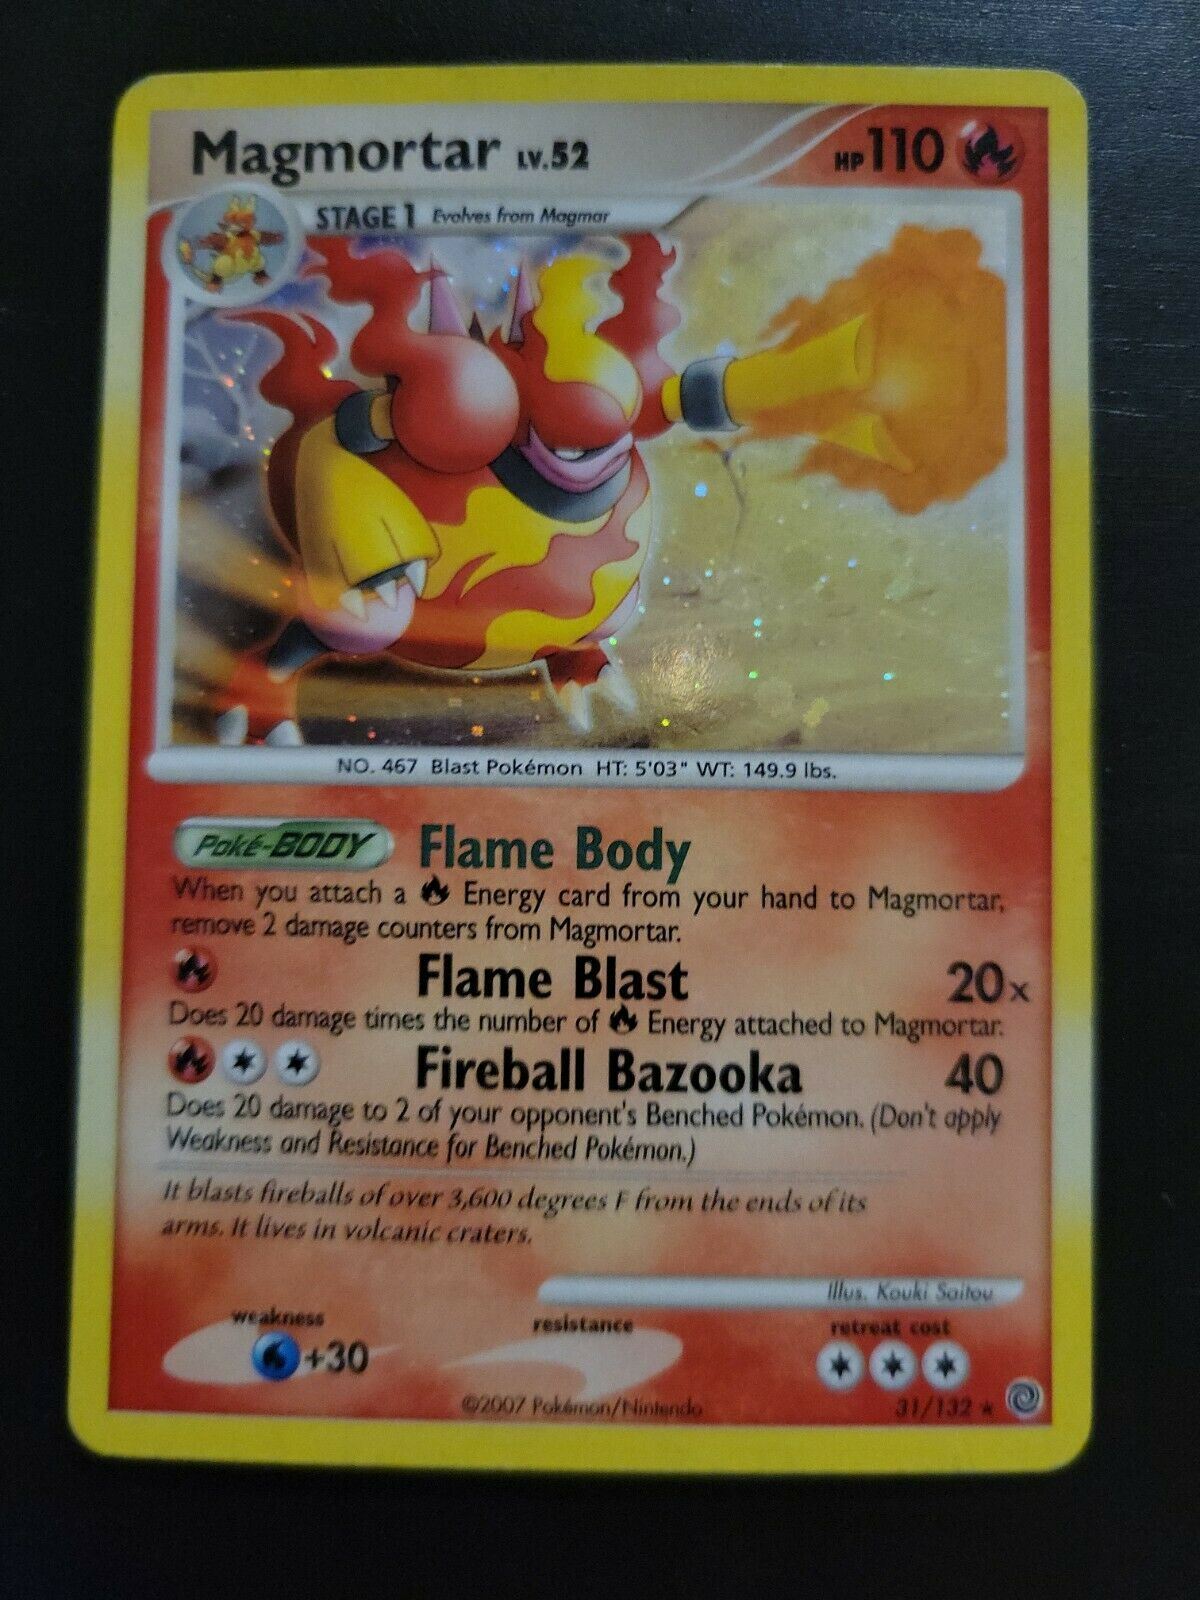 Magmortar LV.52 HP 110
STAGE 1 Evolves from Magmar
NO. 467 Blast Pokémon HT: 5'03" WT: 149.9 lbs.
Poké-BODY Flame Body
When you attach a Energy card from your hand to Magmortar,
remove 2 damage counters from Magmortar.
Flame Blast 20x
Does 20 damage times the number of Energy attached to Magmortar.
Fireball Bazooka 40
Does 20 damage to 2 of your opponent's Benched Pokémon. (Don't apply
Weakness and Resistance for Benched Pokémon.)
It blasts fireballs of over 3,600 degrees F from the ends of its
arms. It lives in volcanic craters.
Illus. Kouki Saitou
weakness resistance retreat cost
+30
©2007 Pokémon/Nintendo 31/132 ★